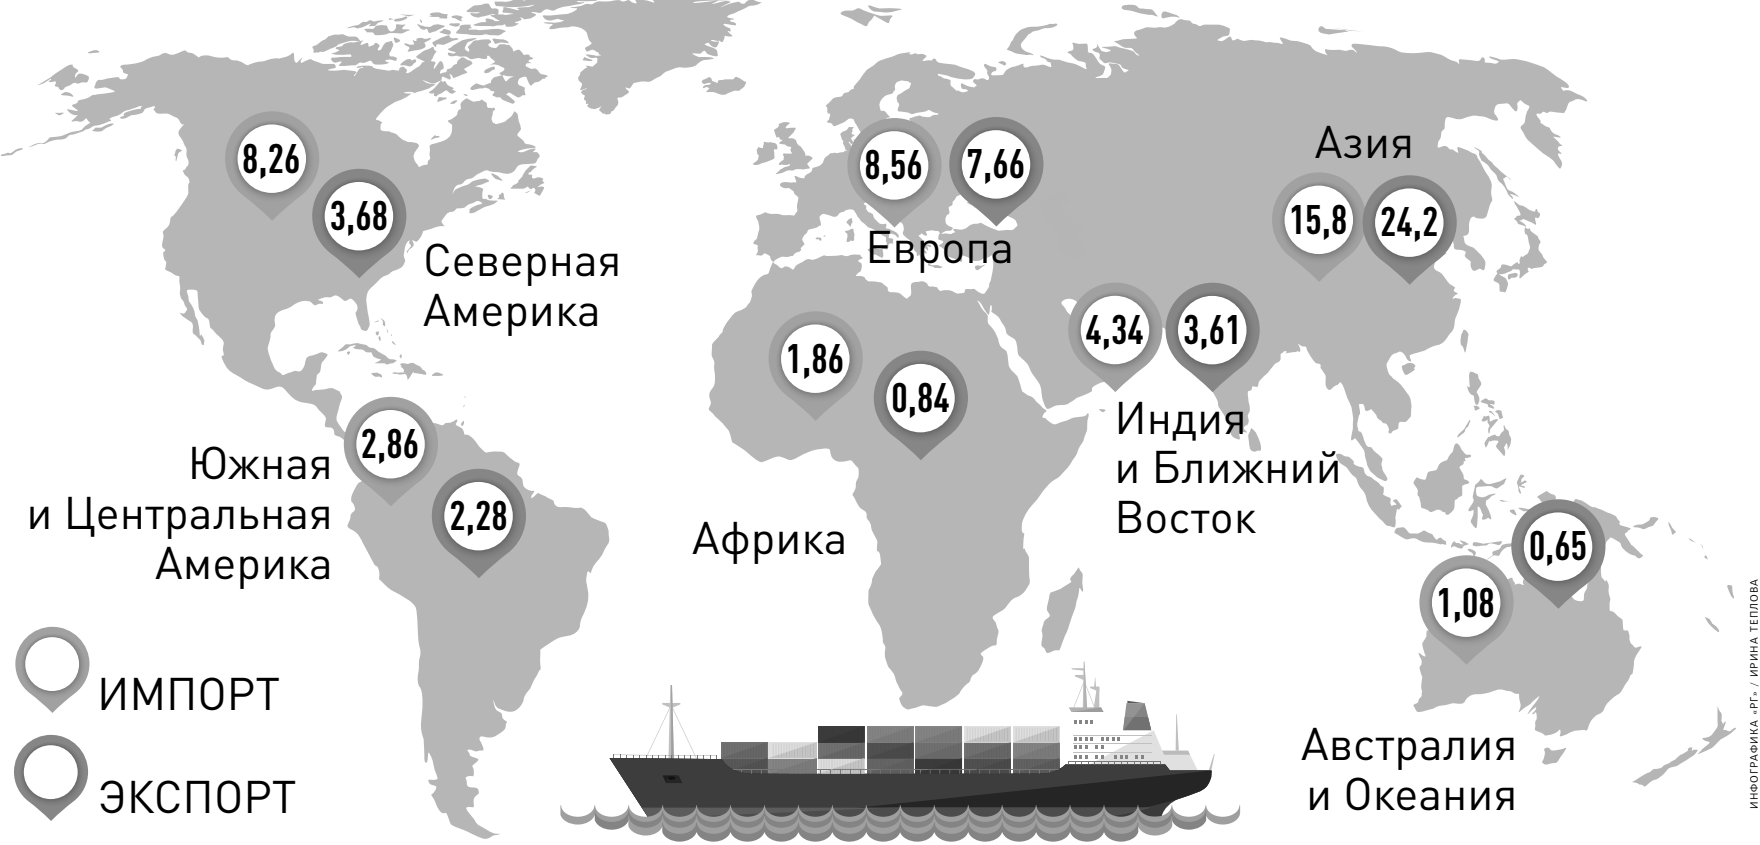 8,26
3,68
Северная
Америка
8,56
7,66
Европа
Азия
15,8
24,2
4,34
3,61
Индия
и Ближний
Восток
1,86
0,84
Африка
2,86
2,28
Южная
и Центральная
Америка
0,65
1,08
Австралия
и Океания
ИМПОРТ
ЭКСПОРТ
ИНФОГРАФИКА «РГ» / ИРИНА ТЕПЛОВА